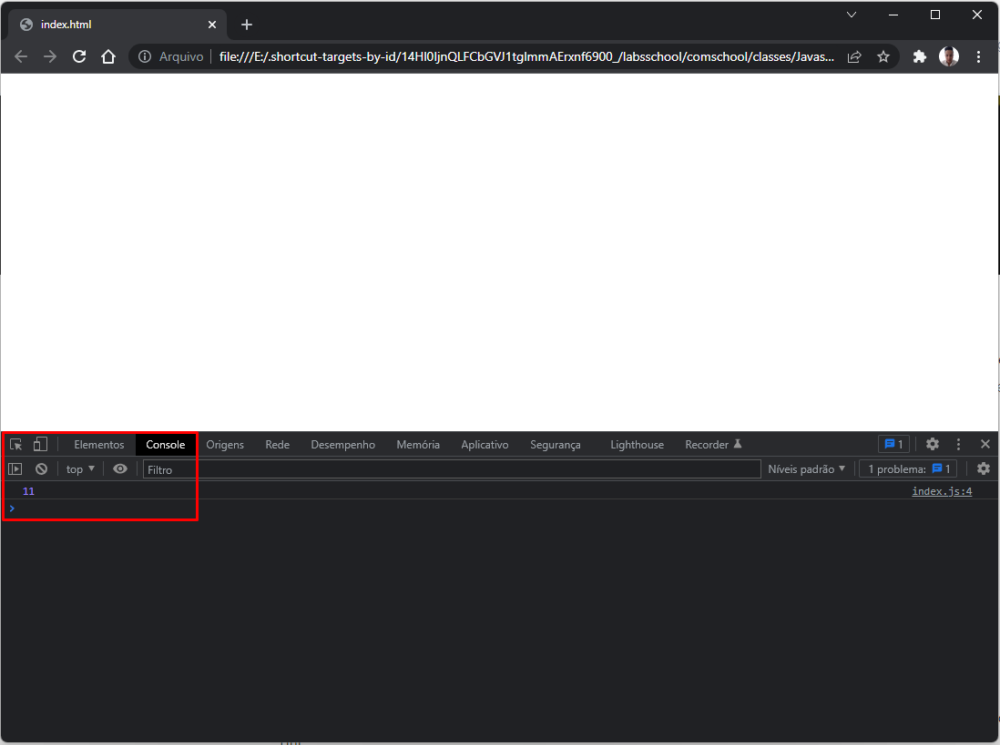 index.html
Arquivo file:///E:/.shortcut-targets-by-id/14HI0IjnQLFCbGVJ1tgImmAErxnf6900_/labsschool/comschool/classes/Javas...
Elementos Console Origens Rede Desempenho Memória Aplicativo Segurança Lighthouse Recorder 1
top Filtro Níveis padrão 1 problema: 1
11 index.js:4
>